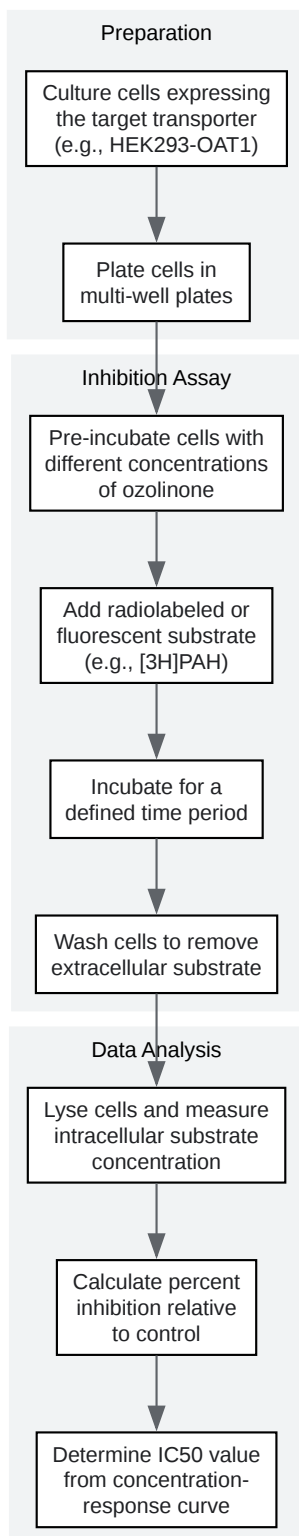 Preparation
Culture cells expressing
the target transporter
(e.g., HEK293-OAT1)
Plate cells in
multi-well plates
Inhibition Assay
Pre-incubate cells with
different concentrations
of ozolinone
Add radiolabeled or
fluorescent substrate
(e.g., [3H]PAH)
Incubate for a
defined time period
Wash cells to remove
extracellular substrate
Data Analysis
Lyse cells and measure
intracellular substrate
concentration
Calculate percent
inhibition relative
to control
Determine IC50 value
from concentration-
response curve